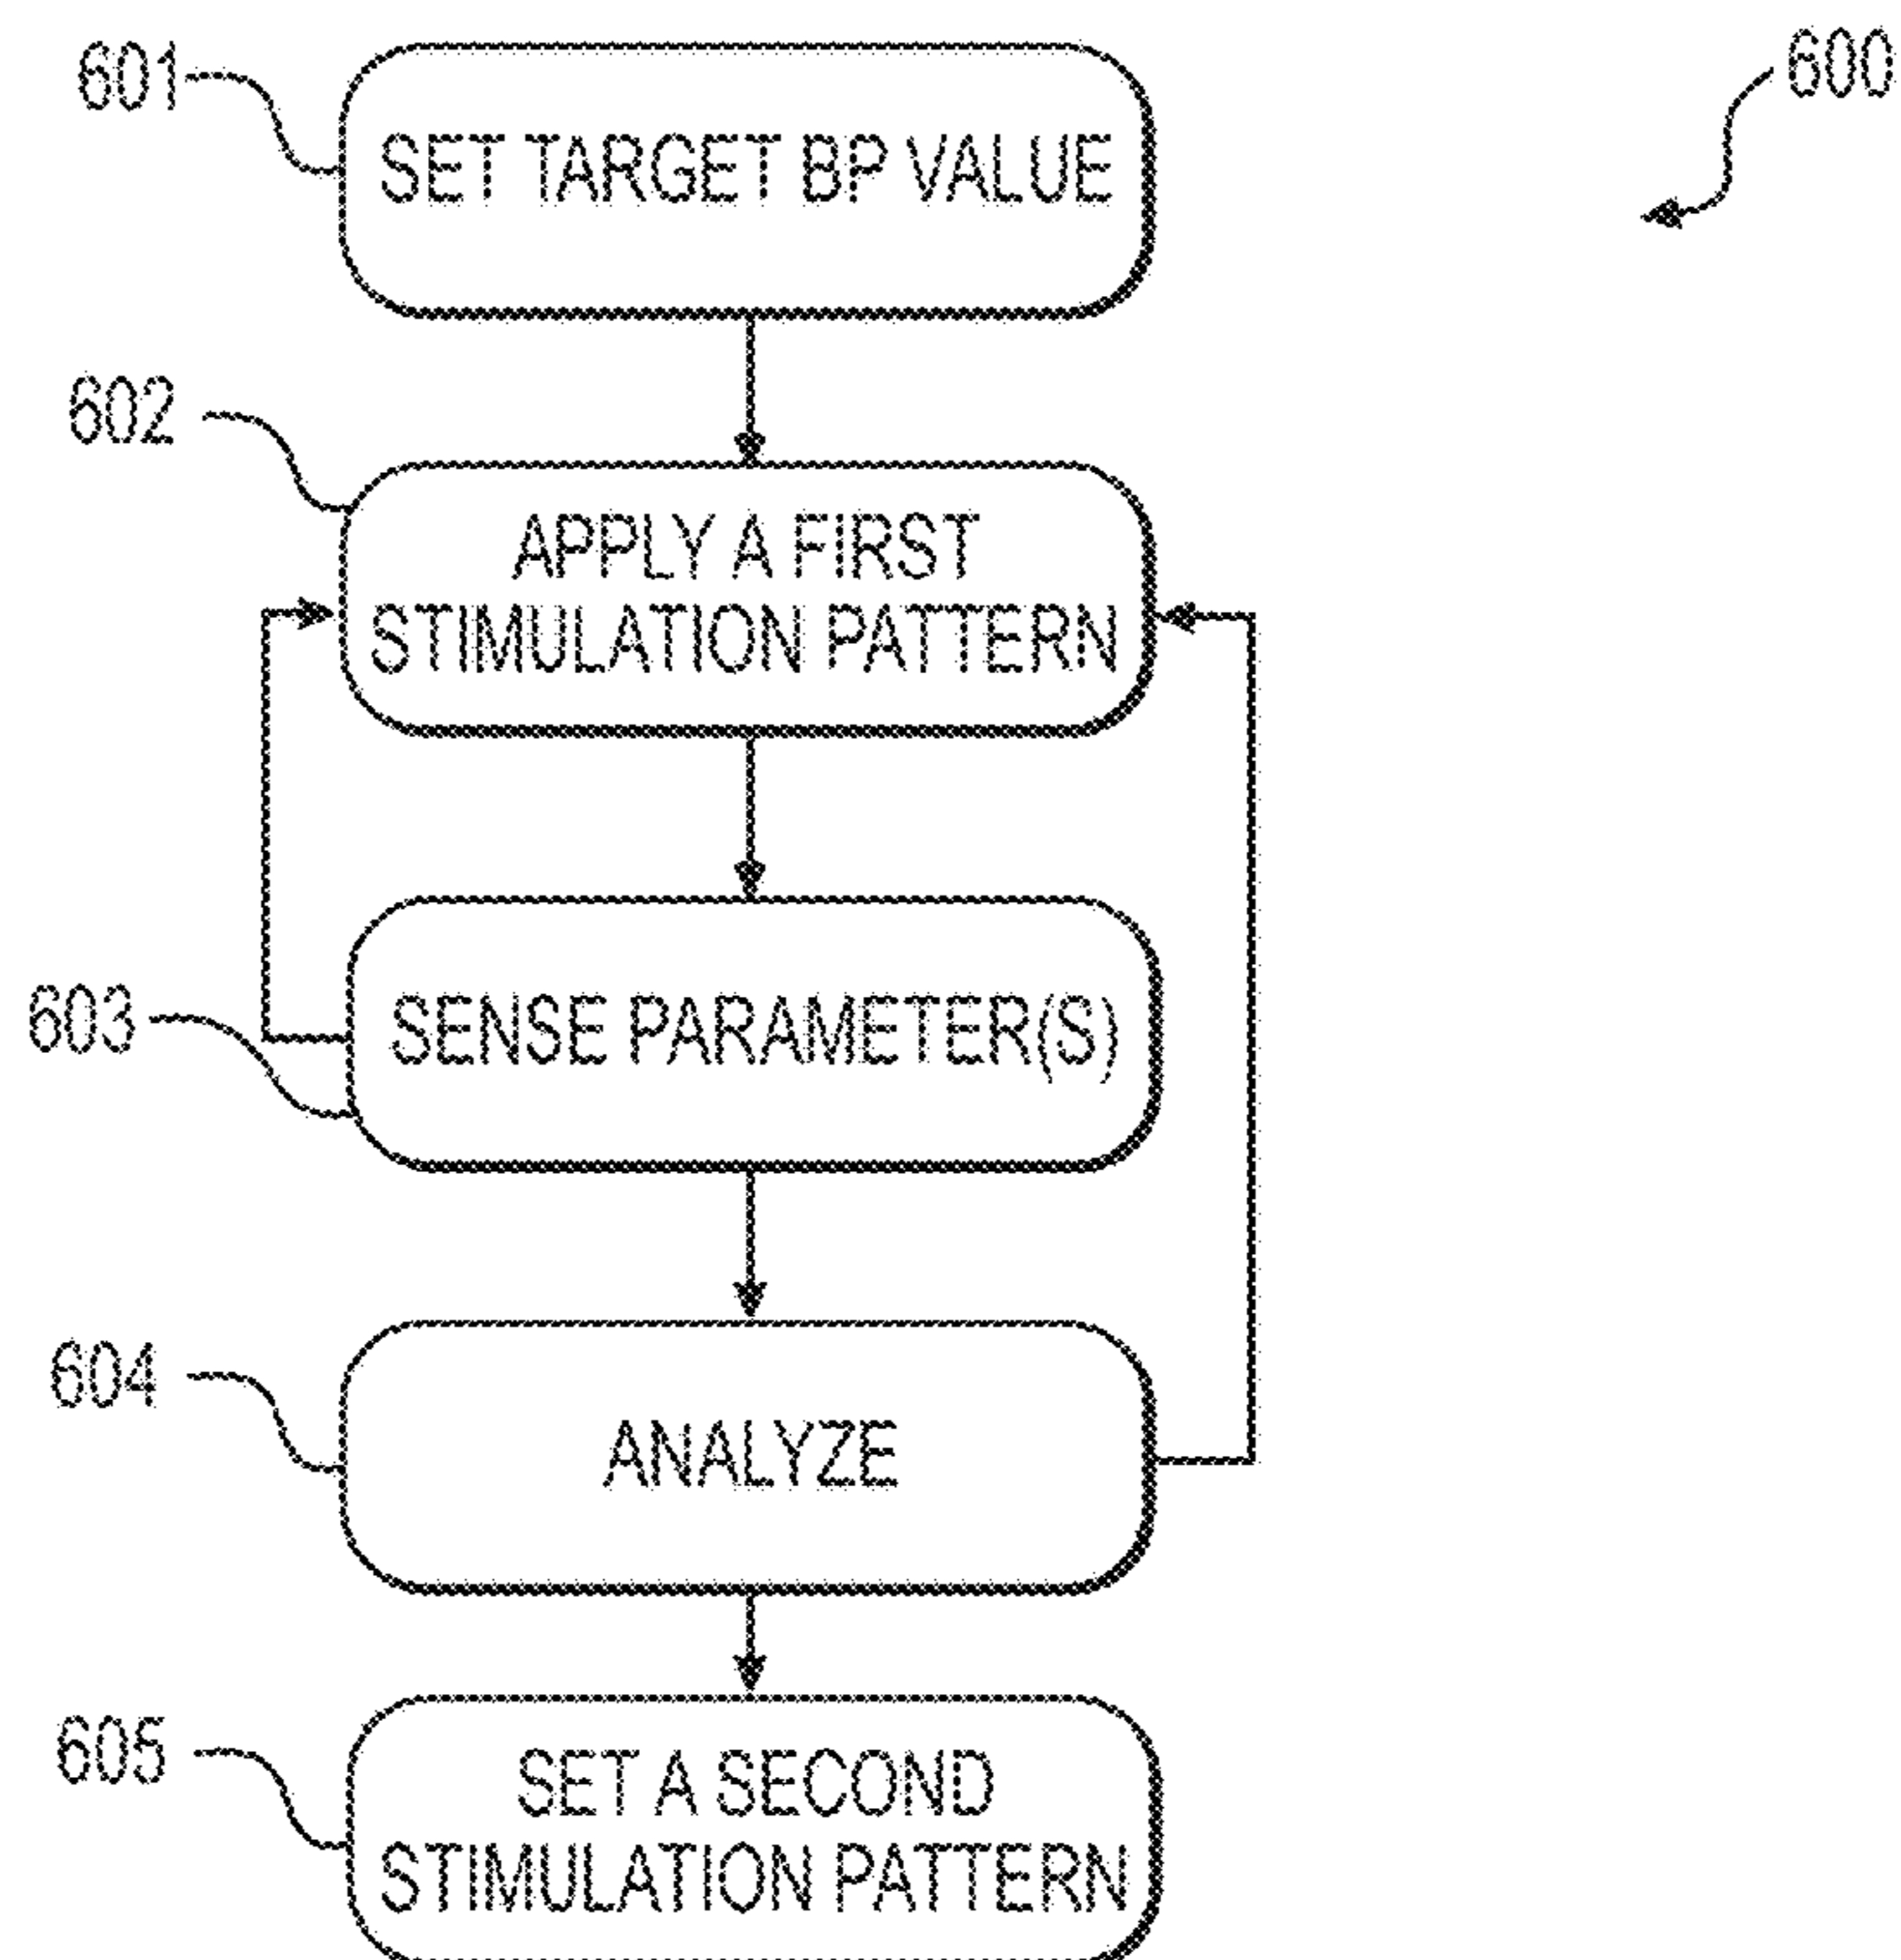 601
600
SET TARGET BP VALUE
602
APPLY A FIRST
STIMULATION PATTERN
603
SENSE PARAMETER(S)
604
ANALYZE
605
SET A SECOND
STIMULATION PATTERN